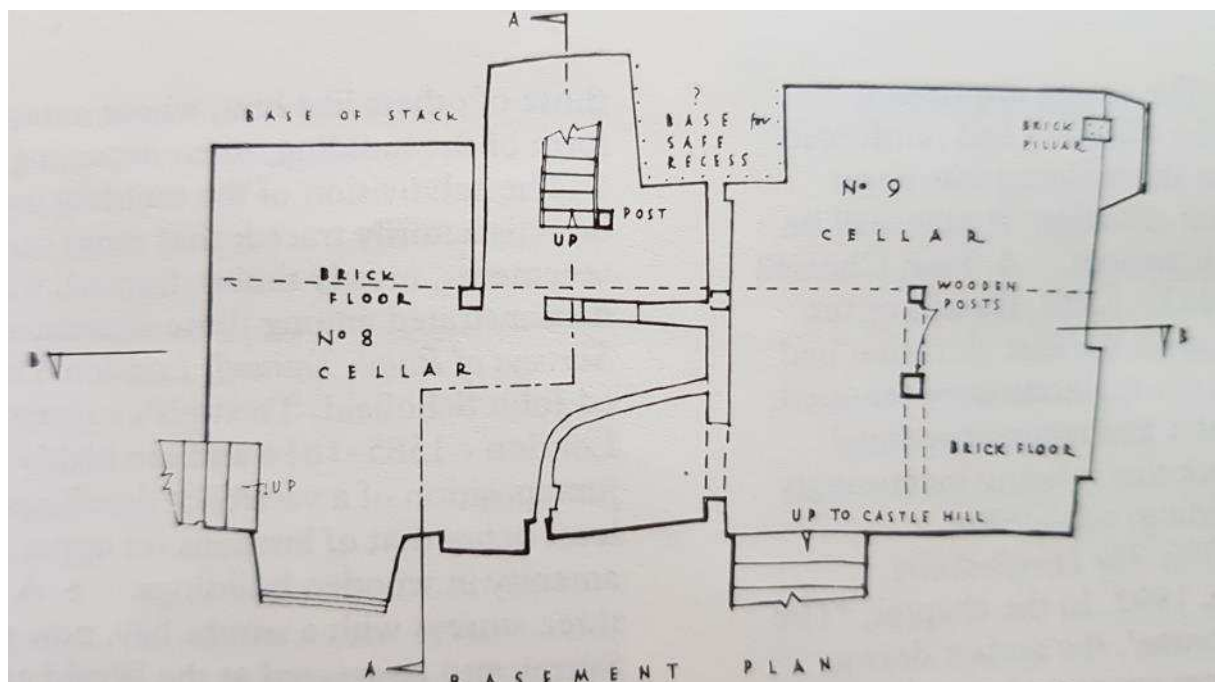 A
BASE OF STACK
?
BASE for
SAFE
RECESS
BRICK
PILLAR
Nº 9
CELLAR
POST
UP
BRICK
FLOOR
WOODEN
POSTS
Nº 8
CELLAR
B
B
UP
BRICK FLOOR
UP TO CASTLE HILL
A
BASEMENT PLAN